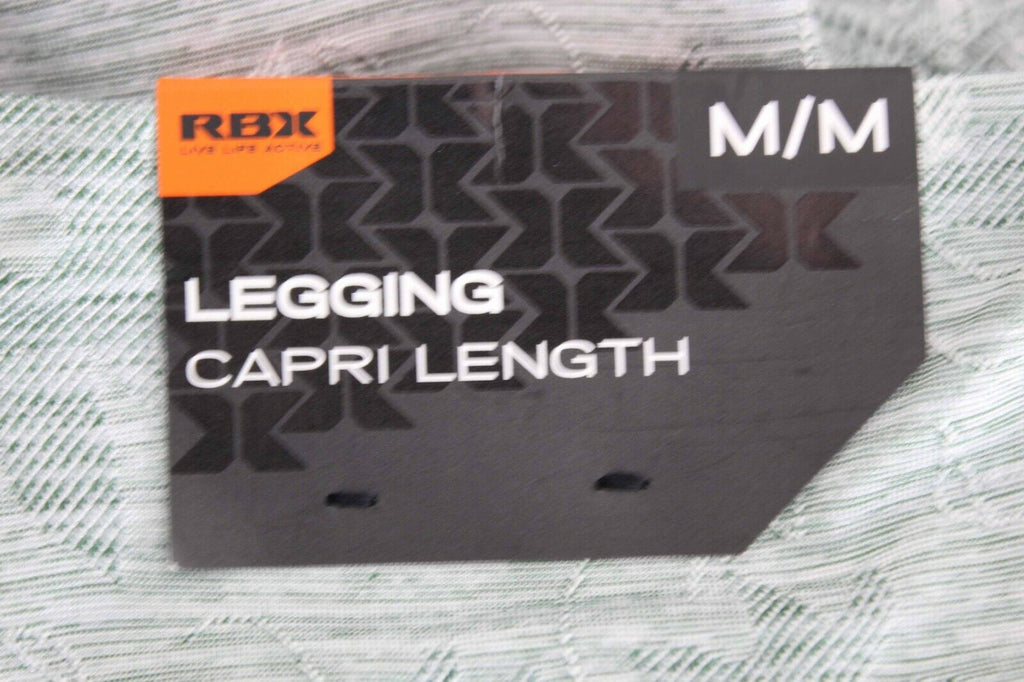 RBX
LIVE LIFE ACTIVE
M/M
LEGGING
CAPRI LENGTH